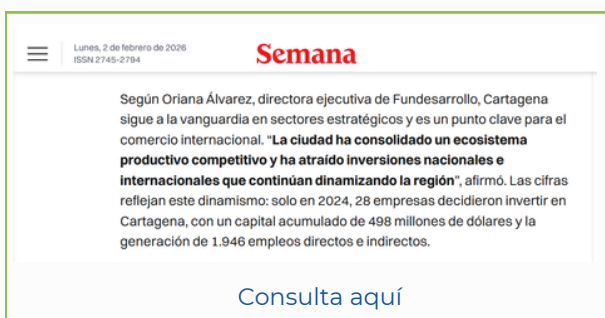 Lunes, 2 de febrero de 2026
ISSN 2745-2794
Semana
Según Oriana Álvarez, directora ejecutiva de Fundesarrollo, Cartagena
sigue a la vanguardia en sectores estratégicos y es un punto clave para el
comercio internacional. “La ciudad ha consolidado un ecosistema
productivo competitivo y ha atraído inversiones nacionales e
internacionales que continúan dinamizando la región”, afirmó. Las cifras
reflejan este dinamismo: solo en 2024, 28 empresas decidieron invertir en
Cartagena, con un capital acumulado de 498 millones de dólares y la
generación de 1.946 empleos directos e indirectos.
Consulta aquí